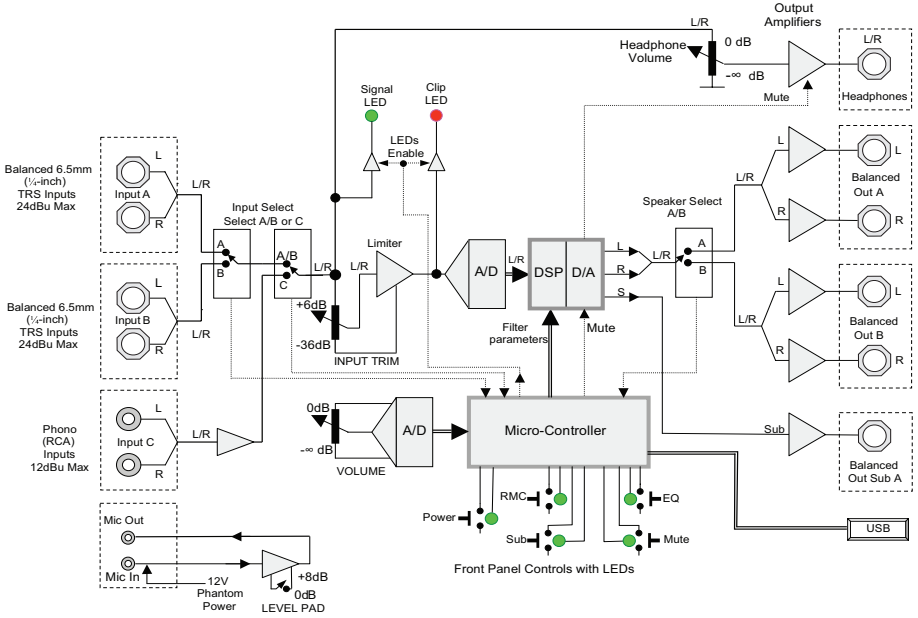 Output
Amplifiers
L/R
0 dB
Headphone
Volume
-∞ dB
L/R
Headphones
Mute
Signal
LED
Clip
LED
LEDs
Enable
Balanced 6.5mm
(¼-inch)
TRS Inputs
24dBu Max
L
Input A
R
L/R
Input Select
Select A/B or C
A
B
A/B
C
L/R
Limiter
L/R
+6dB
-36dB
INPUT TRIM
A/D
L/R
DSP
D/A
L
R
S
L/R
Speaker Select
A/B
A
B
L/R
L
R
L
Balanced
Out A
R
Balanced 6.5mm
(¼-inch)
TRS Inputs
24dBu Max
L
Input B
R
L/R
Filter
parameters
Mute
L/R
L
R
L
Balanced
Out B
R
Phono
(RCA)
Inputs
12dBu Max
L
Input C
R
L/R
0dB
-∞ dB
VOLUME
A/D
Micro-Controller
Sub
Balanced
Out Sub A
Power
RMC
Sub
EQ
Mute
Front Panel Controls with LEDs
USB
Mic Out
Mic In
12V
Phantom
Power
+8dB
0dB
LEVEL PAD